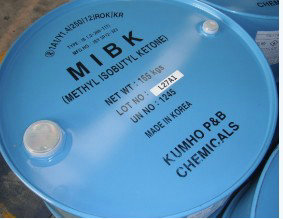 MIBK
(METHYL ISOBUTYL KETONE)
NET WT : 165 kgs
LOT NO : L27A1
UN NO : 1245
MADE IN KOREA
KUMHO P&B
CHEMICALS